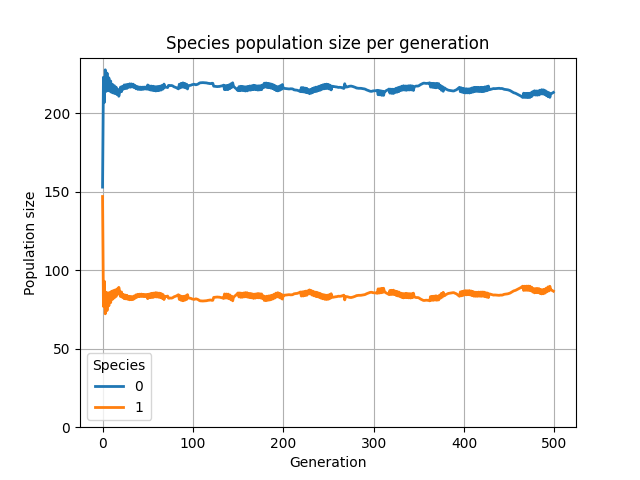 Species population size per generation
Population size
200
150
100
50
0
Species
0
1
0 100 200 300 400 500
Generation